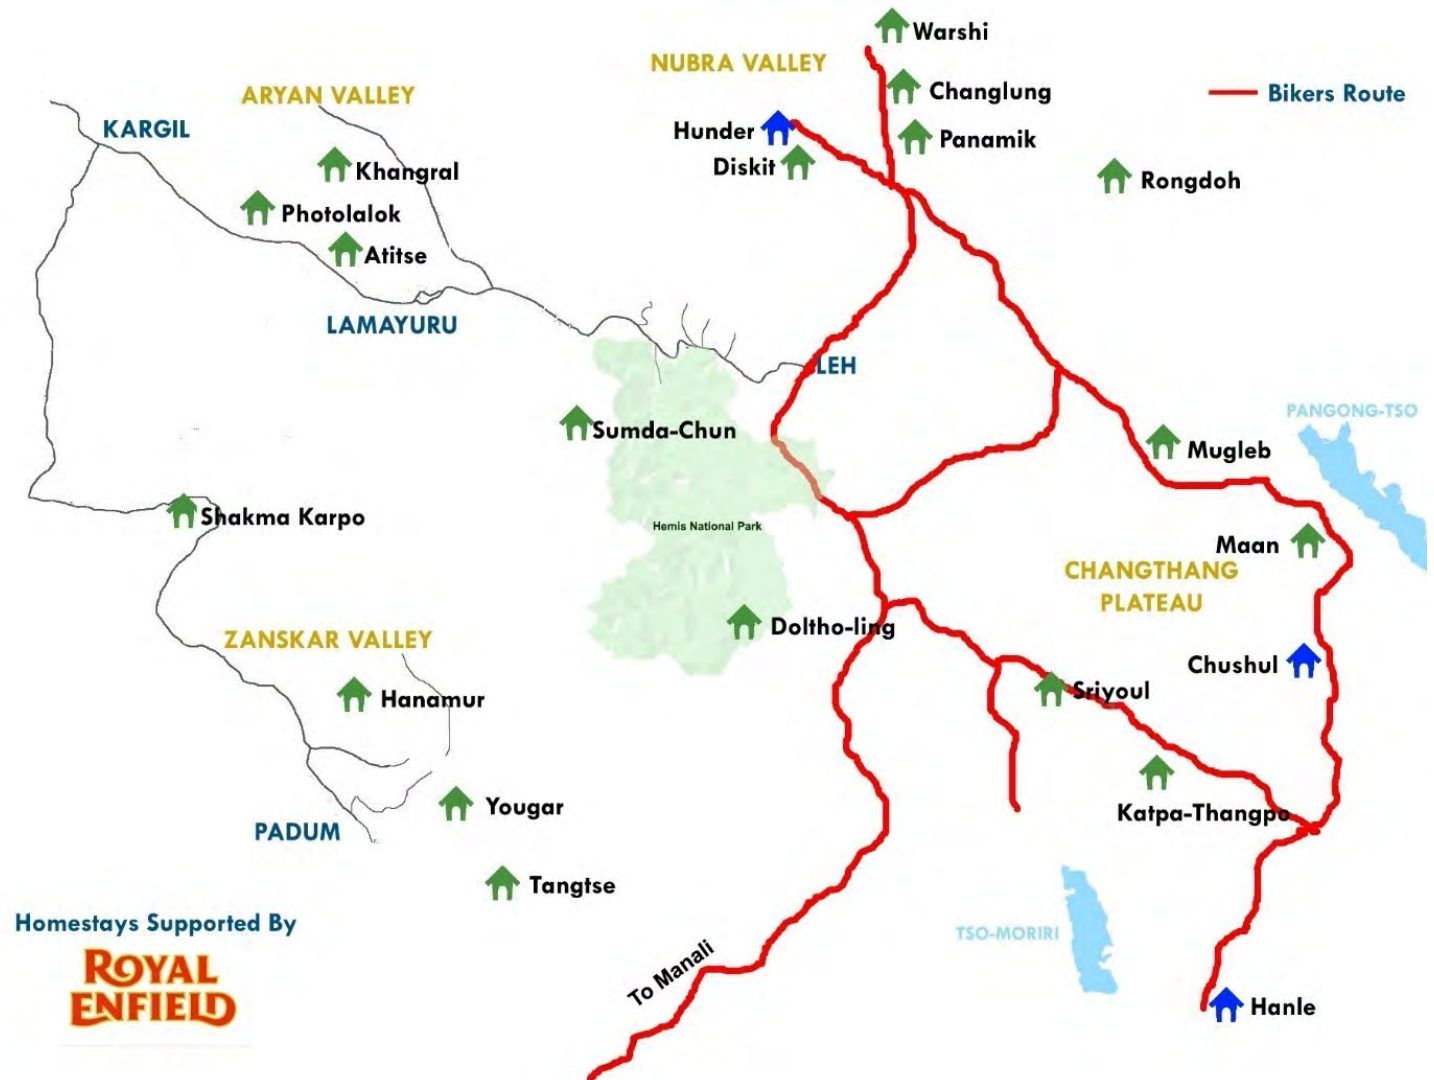 Warshi
NUBRA VALLEY
ARYAN VALLEY
Changlung
Bikers Route
KARGIL
Hunder
Panamik
Diskit
Khangral
Rongdoh
Photolalok
Atitse
LAMAYURU
LEH
PANGONG-TSO
Sumda-Chun
Mugleb
Shakma Karpo
Hemis National Park
Maan
CHANGTHANG
PLATEAU
Doltho-ling
ZANSKAR VALLEY
Chushul
Hanamur
Sriyoul
Yougar
Katpa-Thangpo
PADUM
Tangtse
Homestays Supported By
TSO-MORIRI
To Manali
ROYAL
ENFIELD
Hanle